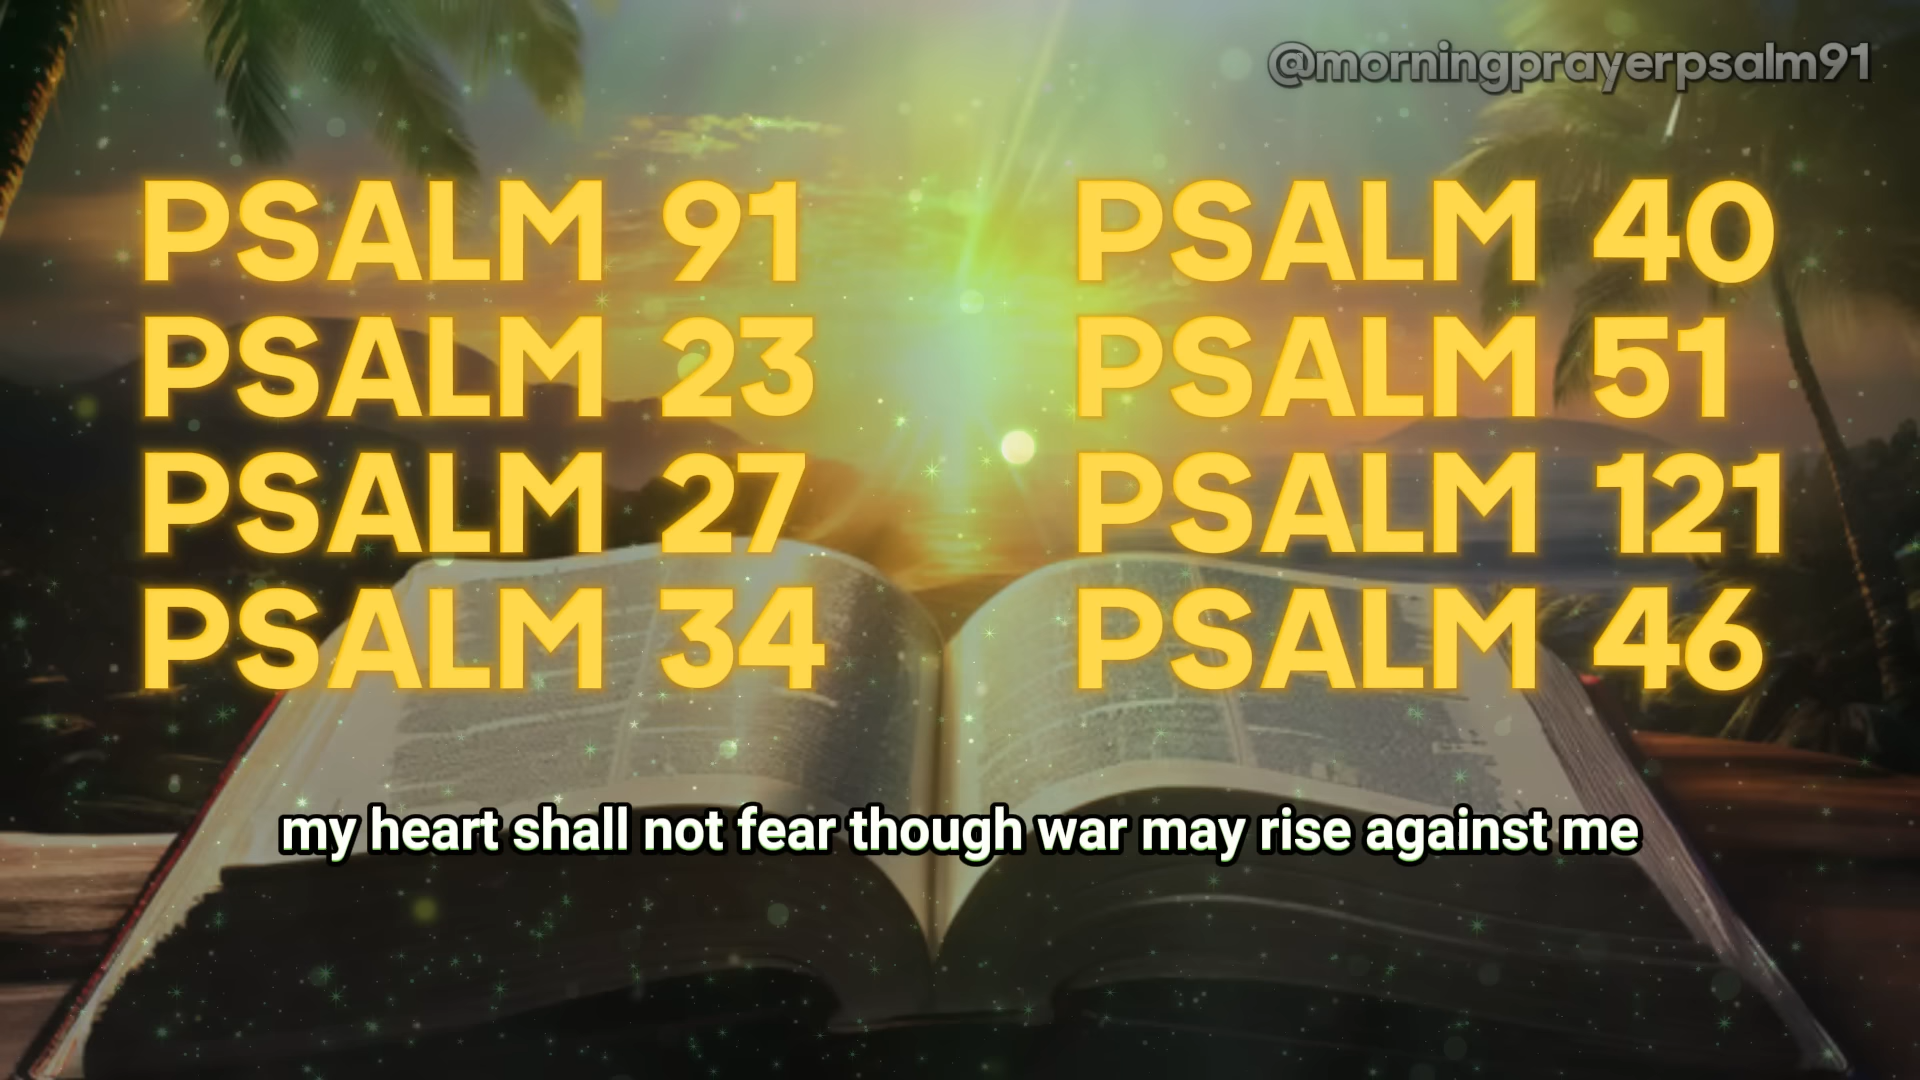 @morningprayerpsalm91
PSALM 91
PSALM 23
PSALM 27
PSALM 34
PSALM 40
PSALM 51
PSALM 121
PSALM 46
my heart shall not fear though war may rise against me